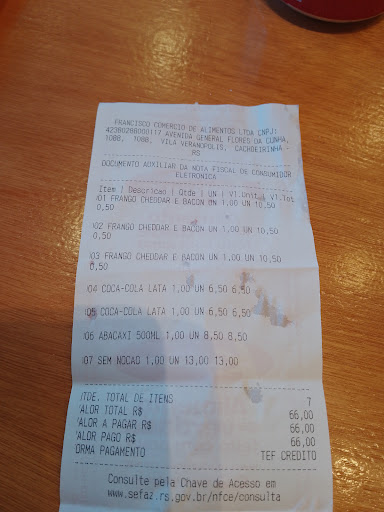 FRANCISCO COMERCIO DE ALIMENTOS LTDA CNPJ:
42380268000117 AVENIDA GENERAL FLORES DA CUNHA,
1080, 1080, VILA VERANOPOLIS, CACHOEIRINHA -
RS
DOCUMENTO AUXILIAR DA NOTA FISCAL DE CONSUMIDOR
ELETRONICA
Item | Descricao | Qtde | UN | Vl.Unit | Vl.Tot
01 FRANGO CHEDDAR E BACON UN 1,00 UN 10,50
0,50
02 FRANGO CHEDDAR E BACON UN 1,00 UN 10,50
0,50
03 FRANGO CHEDDAR E BACON UN 1,00 UN 10,50
0,50
04 COCA-COLA LATA 1,00 UN 6,50 6,50
05 COCA-COLA LATA 1,00 UN 6,50 6,50
06 ABACAXI 500ML 1,00 UN 8,50 8,50
07 SEM NOCAO 1,00 UN 13,00 13,00
TDE. TOTAL DE ITENS 7
ALOR TOTAL R$ 66,00
ALOR A PAGAR R$ 66,00
ALOR PAGO R$ 66,00
ORMA PAGAMENTO TEF CREDITO
Consulte pela Chave de Acesso em
www.sefaz.rs.gov.br/nfce/consulta